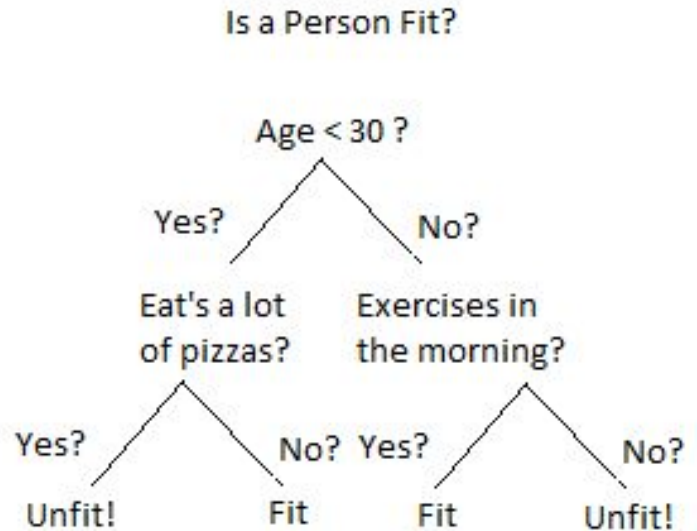 Is a Person Fit?
Age < 30 ?
Yes?
No?
Eat's a lot
of pizzas?
Exercises in
the morning?
Yes?
No?
Yes?
No?
Unfit!
Fit
Fit
Unfit!